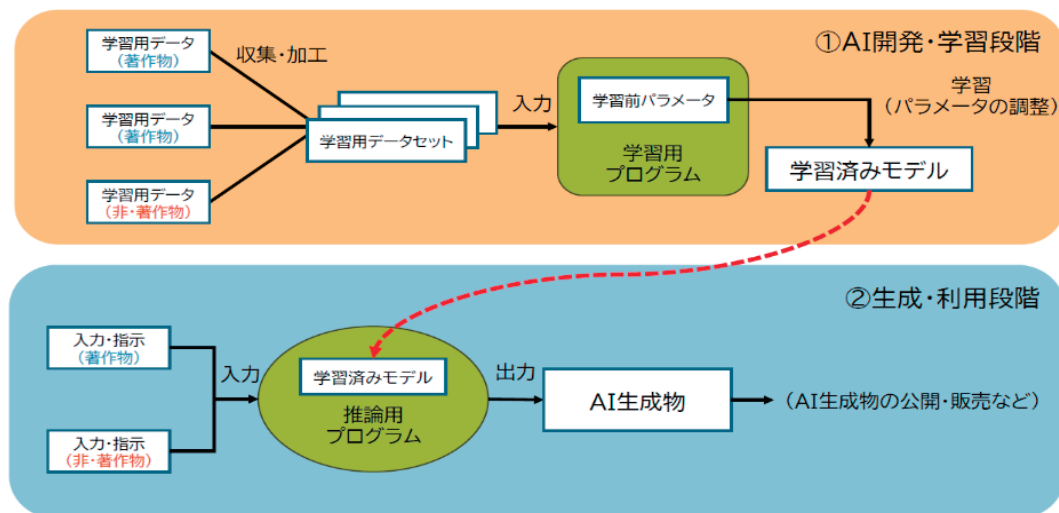 ①AI開発・学習段階
学習用データ
(著作物)
収集・加工
学習用データ
(著作物)
学習用データ
(非・著作物)
学習用データセット
入力
学習前パラメータ
学習用
プログラム
学習
(パラメータの調整)
学習済みモデル
②生成・利用段階
入力・指示
(著作物)
入力・指示
(非・著作物)
入力
学習済みモデル
推論用
プログラム
出力
AI生成物
(AI生成物の公開・販売など)